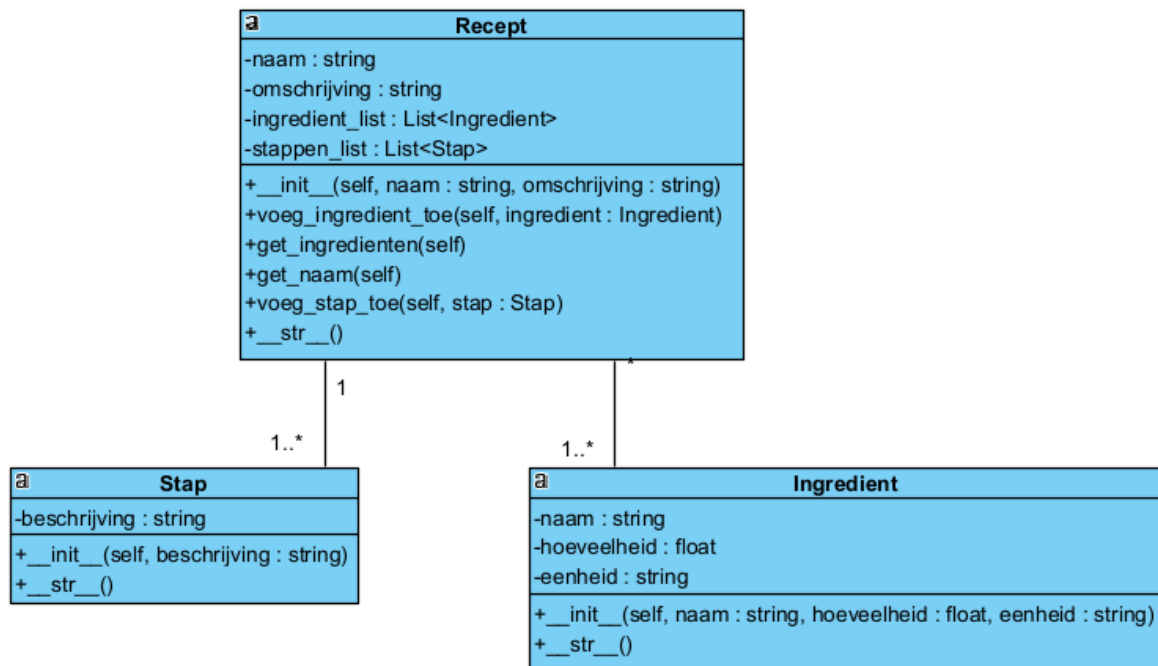 a
Recept
-naam : string
-omschrijving : string
-ingredient_list : List<Ingredient>
-stappen_list : List<Stap>
+__init__(self, naam : string, omschrijving : string)
+voeg_ingredient_toe(self, ingredient : Ingredient)
+get_ingredienten(self)
+get_naam(self)
+voeg_stap_toe(self, stap : Stap)
+__str__()
1
*
1..*
1..*
a
Stap
-beschrijving : string
+__init__(self, beschrijving : string)
+__str__()
a
Ingredient
-naam : string
-hoeveelheid : float
-eenheid : string
+__init__(self, naam : string, hoeveelheid : float, eenheid : string)
+__str__()